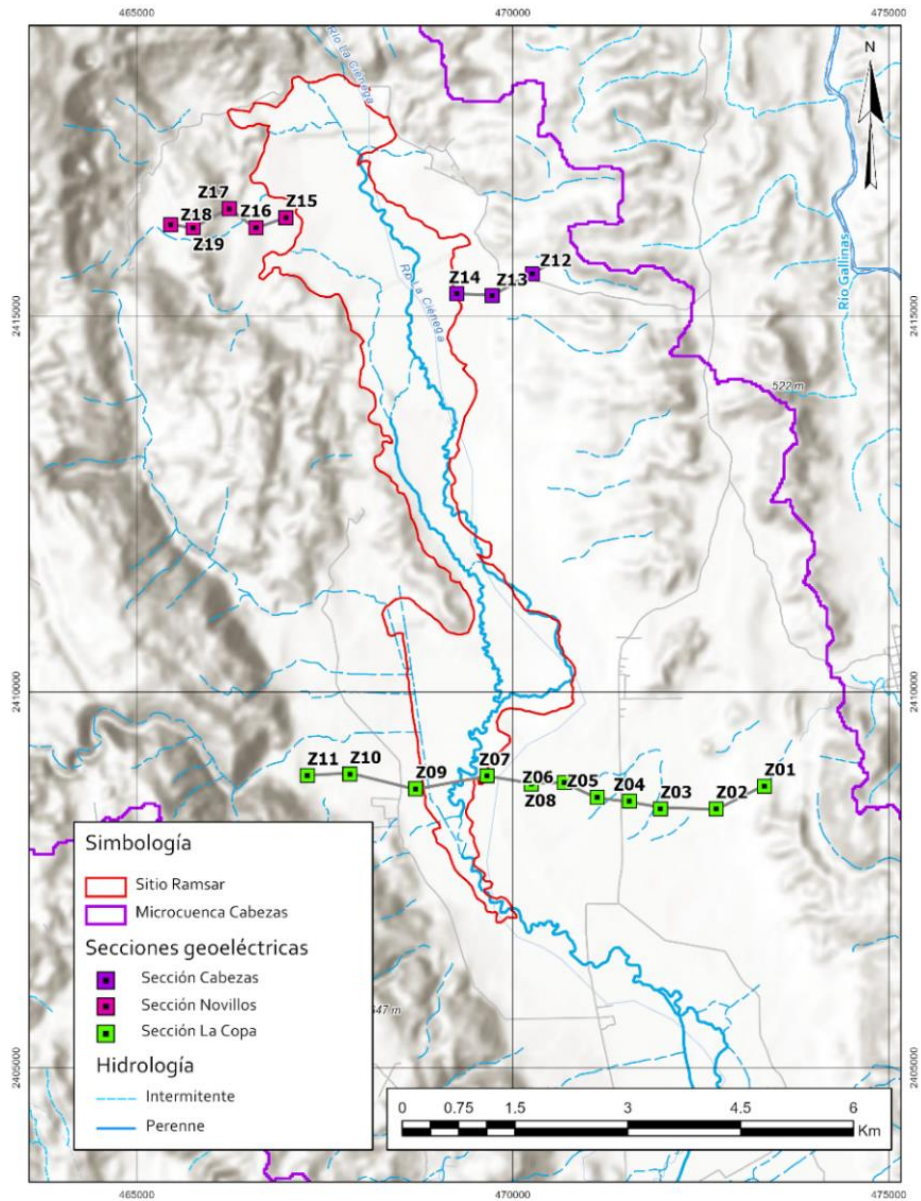 465000
470000
475000
Río La Ciénega
N
Z17
Z15
Z18
Z16
Z19
Z12
Z14
Z13
Río La Ciénega
Río Gallinas
2415000
2415000
522 m
2410000
2410000
Z11
Z10
Z09
Z07
Z06
Z05
Z08
Z04
Z03
Z02
Z01
Simbología
Sitio Ramsar
Microcuenca Cabezas
Secciones geoeléctricas
Sección Cabezas
Sección Novillos
Sección La Copa
Hidrología
Intermitente
Perenne
2405000
2405000
0 0.75 1.5 3 4.5 6
Km
465000
470000
475000